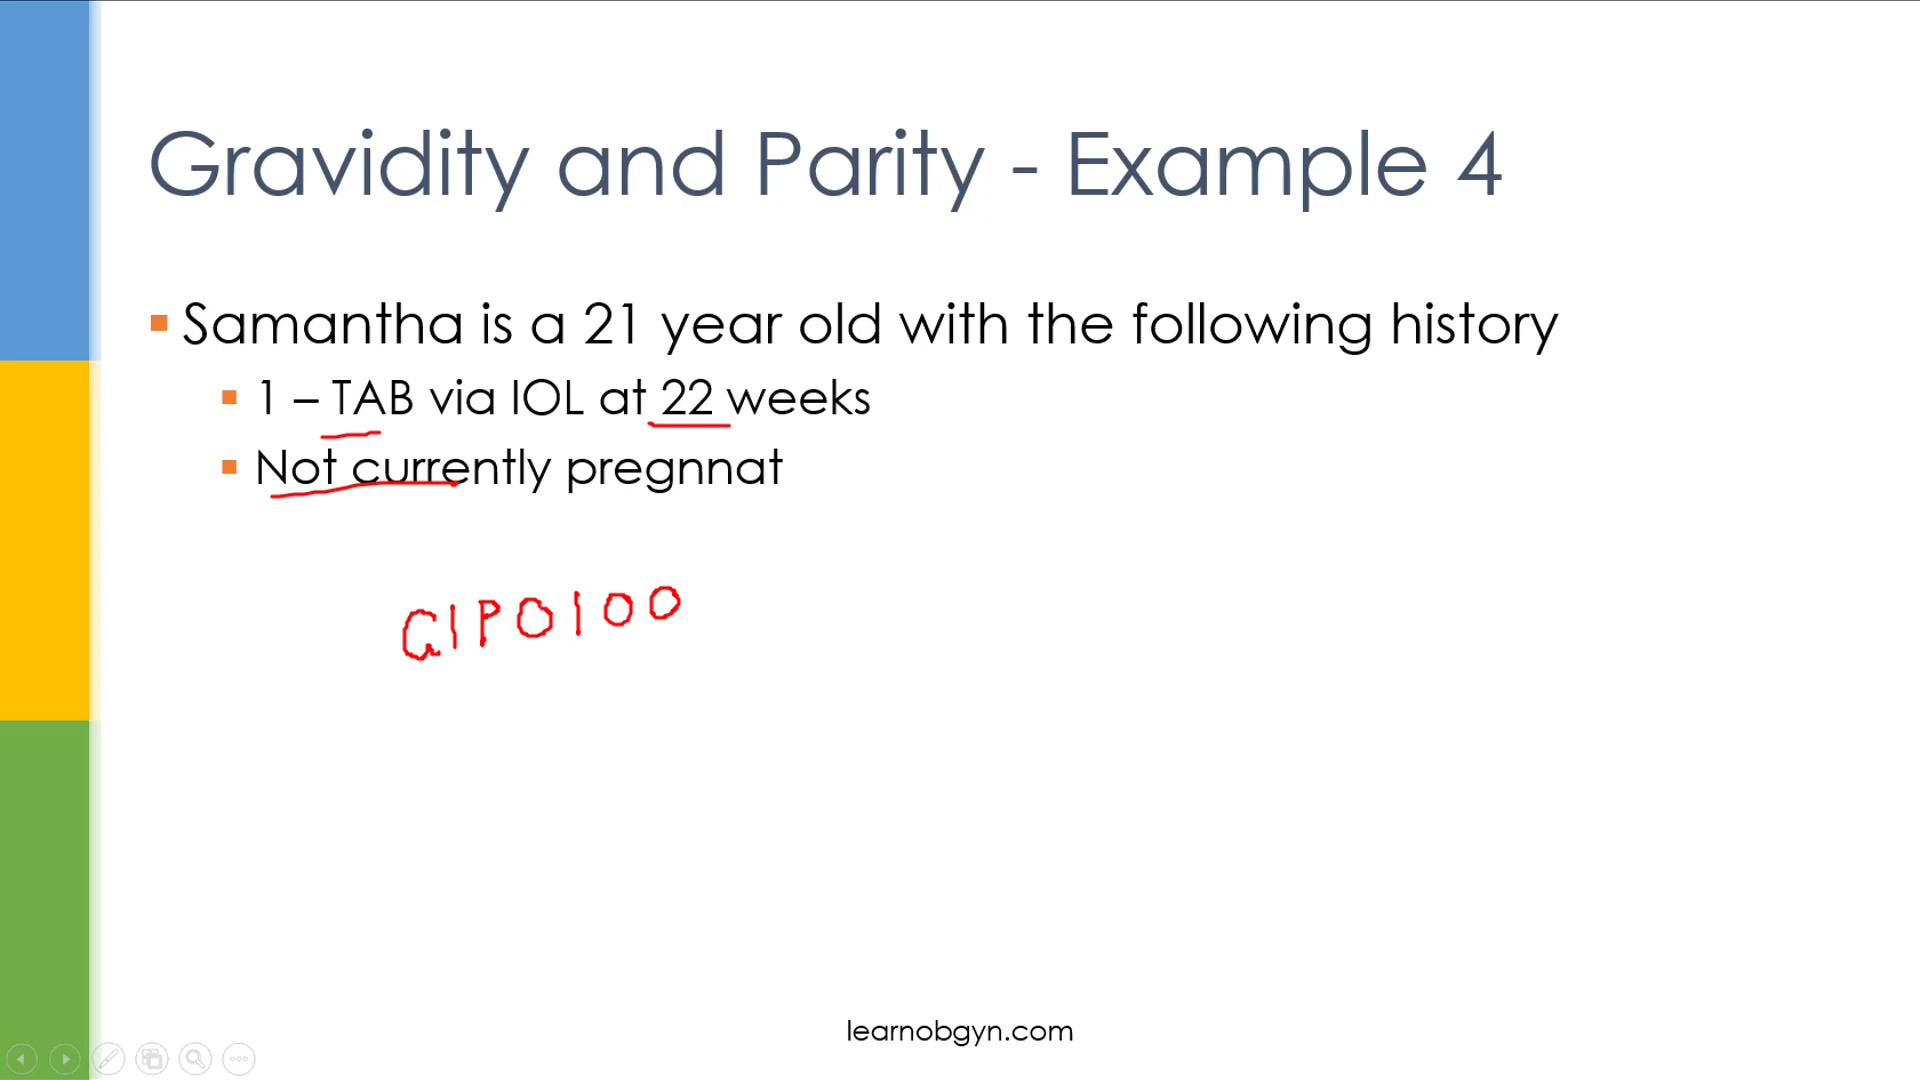 Gravidity and Parity - Example 4
Samantha is a 21 year old with the following history
1 – TAB via IOL at 22 weeks
Not currently pregnnat
G1P0100
learnobgyn.com